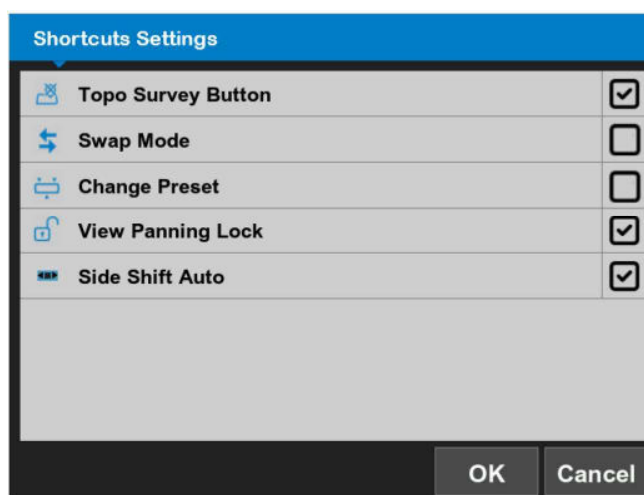 Shortcuts Settings
Topo Survey Button
Swap Mode
Change Preset
View Panning Lock
Side Shift Auto
OK Cancel